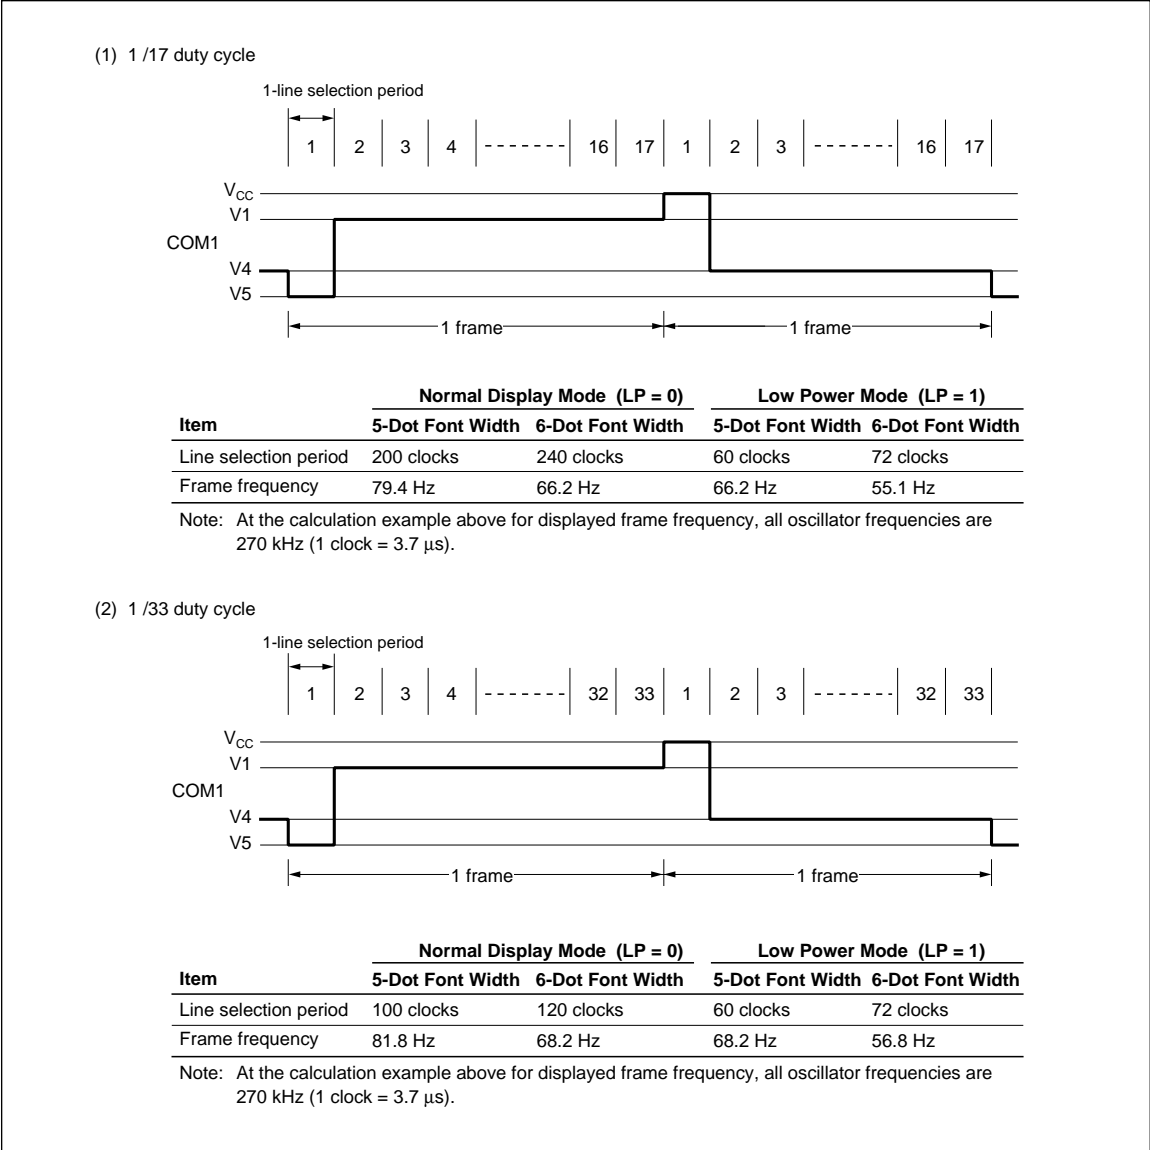 (1) 1 /17 duty cycle
1-line selection period
1 2 3 4 ------- 16 17 1 2 3 ------- 16 17
VCC
V1
COM1
V4
V5
1 frame 1 frame
Normal Display Mode (LP = 0) Low Power Mode (LP = 1)
Item 5-Dot Font Width 6-Dot Font Width 5-Dot Font Width 6-Dot Font Width
Line selection period 200 clocks 240 clocks 60 clocks 72 clocks
Frame frequency 79.4 Hz 66.2 Hz 66.2 Hz 55.1 Hz
Note: At the calculation example above for displayed frame frequency, all oscillator frequencies are
270 kHz (1 clock = 3.7 μs).
(2) 1 /33 duty cycle
1-line selection period
1 2 3 4 ------- 32 33 1 2 3 ------- 32 33
VCC
V1
COM1
V4
V5
1 frame 1 frame
Normal Display Mode (LP = 0) Low Power Mode (LP = 1)
Item 5-Dot Font Width 6-Dot Font Width 5-Dot Font Width 6-Dot Font Width
Line selection period 100 clocks 120 clocks 60 clocks 72 clocks
Frame frequency 81.8 Hz 68.2 Hz 68.2 Hz 56.8 Hz
Note: At the calculation example above for displayed frame frequency, all oscillator frequencies are
270 kHz (1 clock = 3.7 μs).